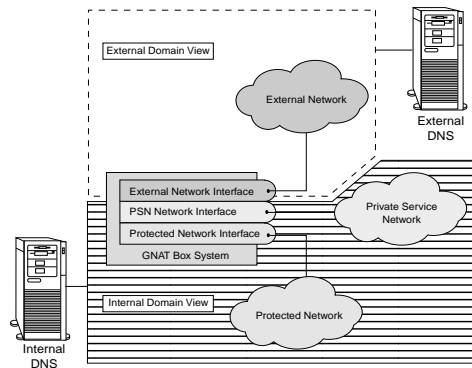 External Domain View
External Network
External
DNS
External Network Interface
PSN Network Interface
Protected Network Interface
GNAT Box System
Private Service
Network
Internal Domain View
Protected Network
Internal
DNS